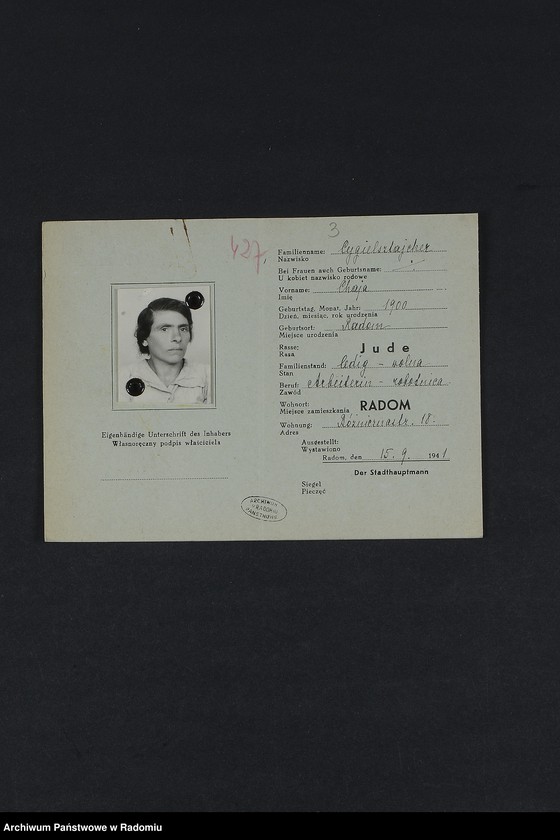 427,
3
Familienname: Cygielsztajcher
Nazwisko
Bei Frauen auch Geburtsname:
U kobiet nazwisko rodowe
Vorname: Chaja
Imię
Geburtstag, Monat, Jahr: 1900
Dzień, miesiąc, rok urodzenia
Geburtsort: Radom
Miejsce urodzenia
Rasse: Jude
Rasa
Familienstand: ledig - wolna
Stan
Beruf: Arbeiterin - robotnica
Zawód
Wohnort: RADOM
Miejsce zamieszkania
Wohnung: 18.
Adres
Ausgestellt:
Wystawiono
Radom, den 15. 9. 1941
Der Stadthauptmann
Siegel
Pieczęć
Eigenhändige Unterschrift des Inhabers
Własnoręczny podpis właściciela
ARCHIWUM
PAŃSTWOWE
Archiwum Państwowe w Radomiu